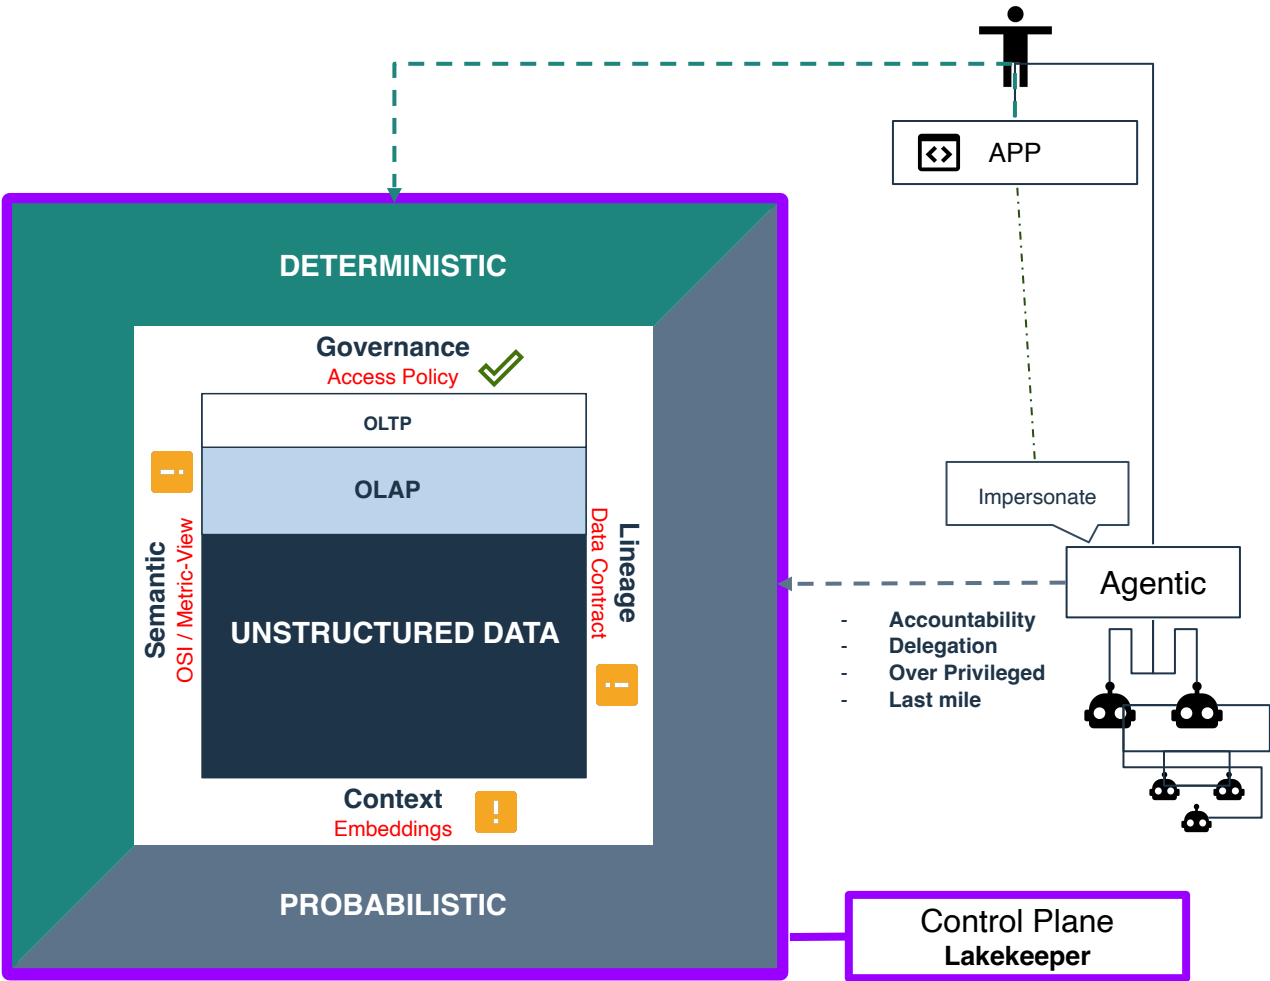 APP
DETERMINISTIC
Governance
Access Policy
OLTP
OLAP
UNSTRUCTURED DATA
Semantic
OSI / Metric-View
Lineage
Data Contract
Context
Embeddings
PROBABILISTIC
Impersonate
Agentic
- Accountability
- Delegation
- Over Privileged
- Last mile
Control Plane
Lakekeeper